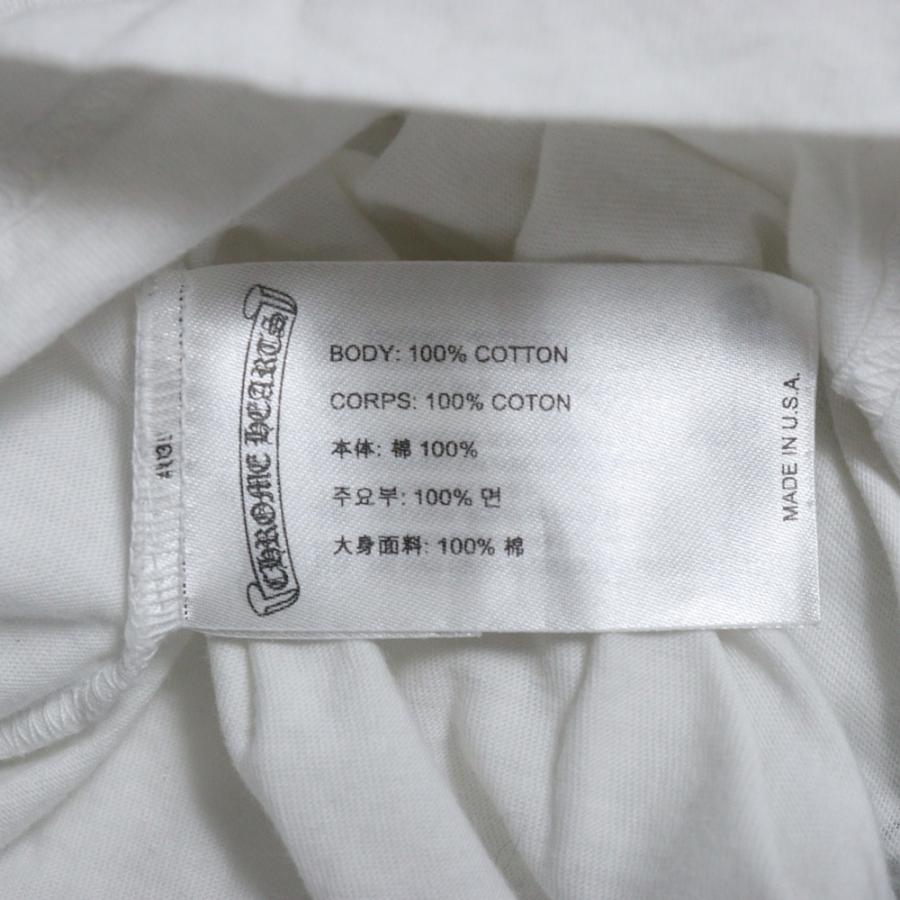 CHROME HEARTS
BODY: 100% COTTON
CORPS: 100% COTON
本体: 棉 100%
주요부: 100% 면
大身面料: 100% 棉
MADE IN U.S.A.